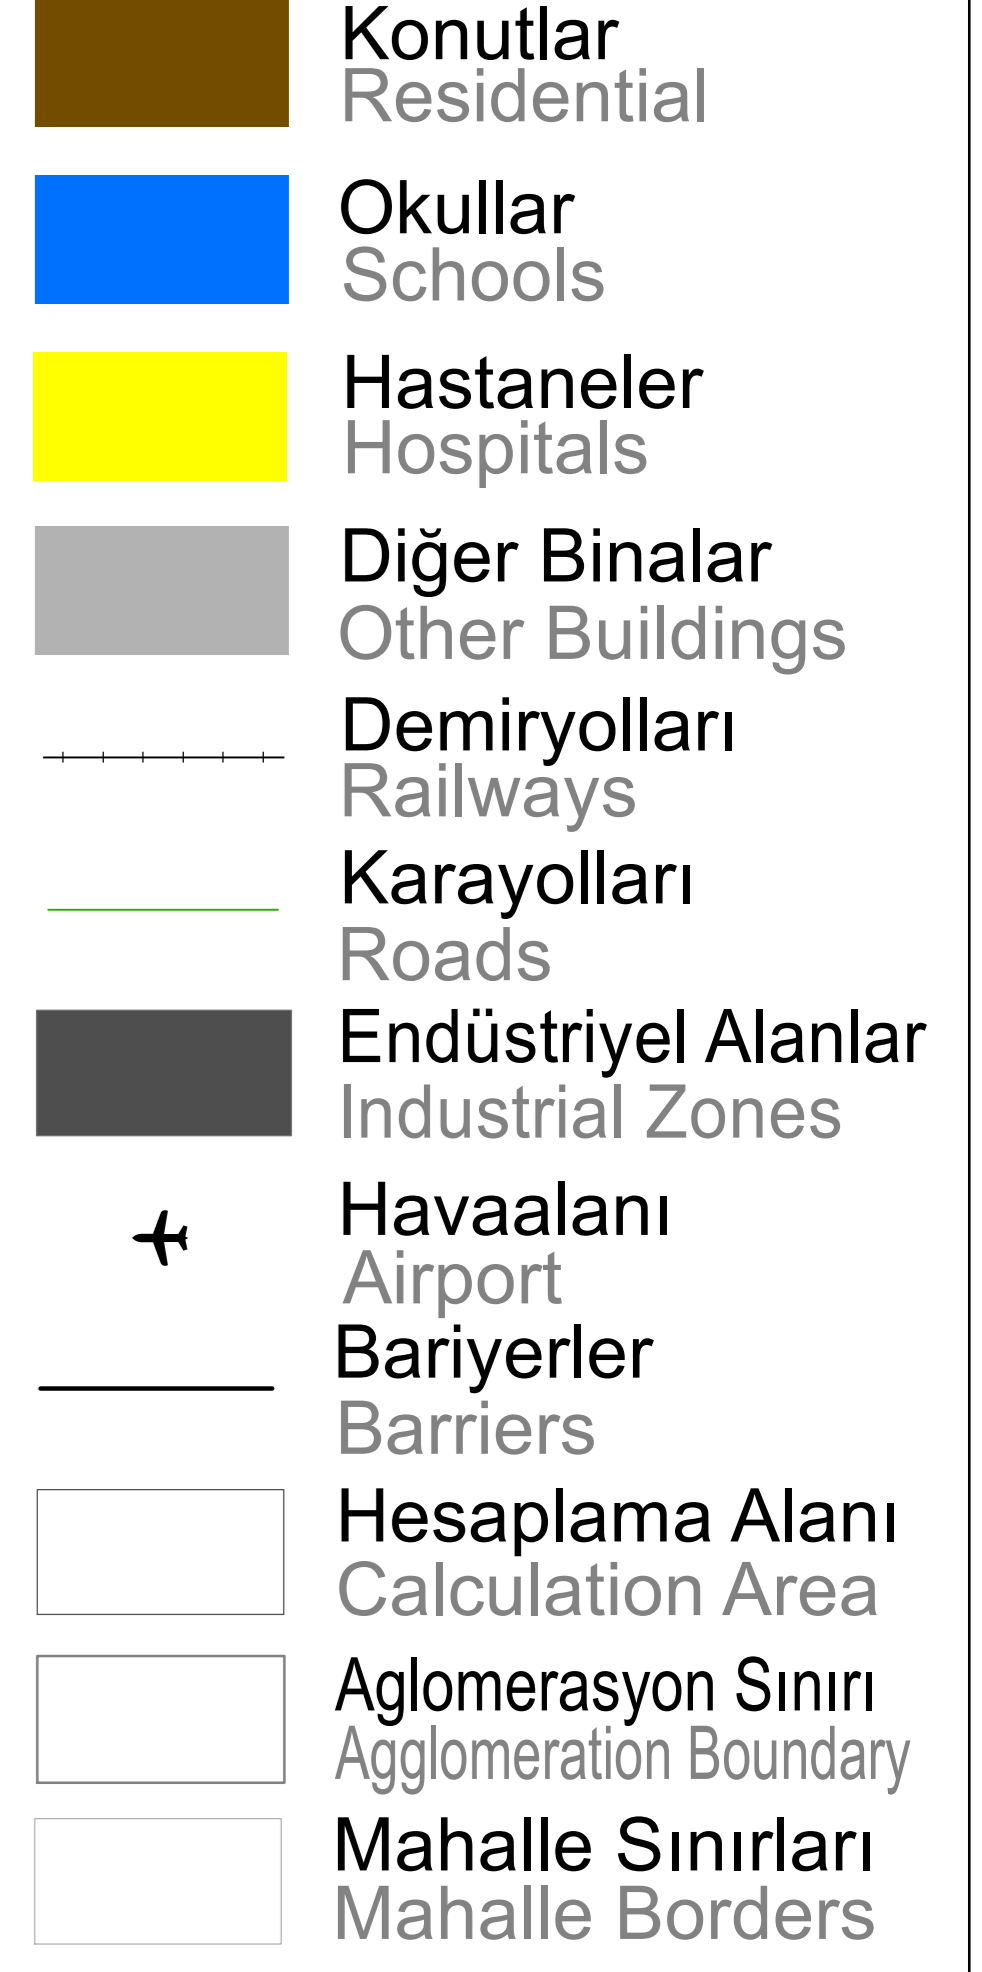 Konutlar
Residential
Okullar
Schools
Hastaneler
Hospitals
Diğer Binalar
Other Buildings
Demiryolları
Railways
Karayolları
Roads
Endüstriyel Alanlar
Industrial Zones
Havaalanı
Airport
Bariyerler
Barriers
Hesaplama Alanı
Calculation Area
Aglomerasyon Sınırı
Agglomeration Boundary
Mahalle Sınırları
Mahalle Borders